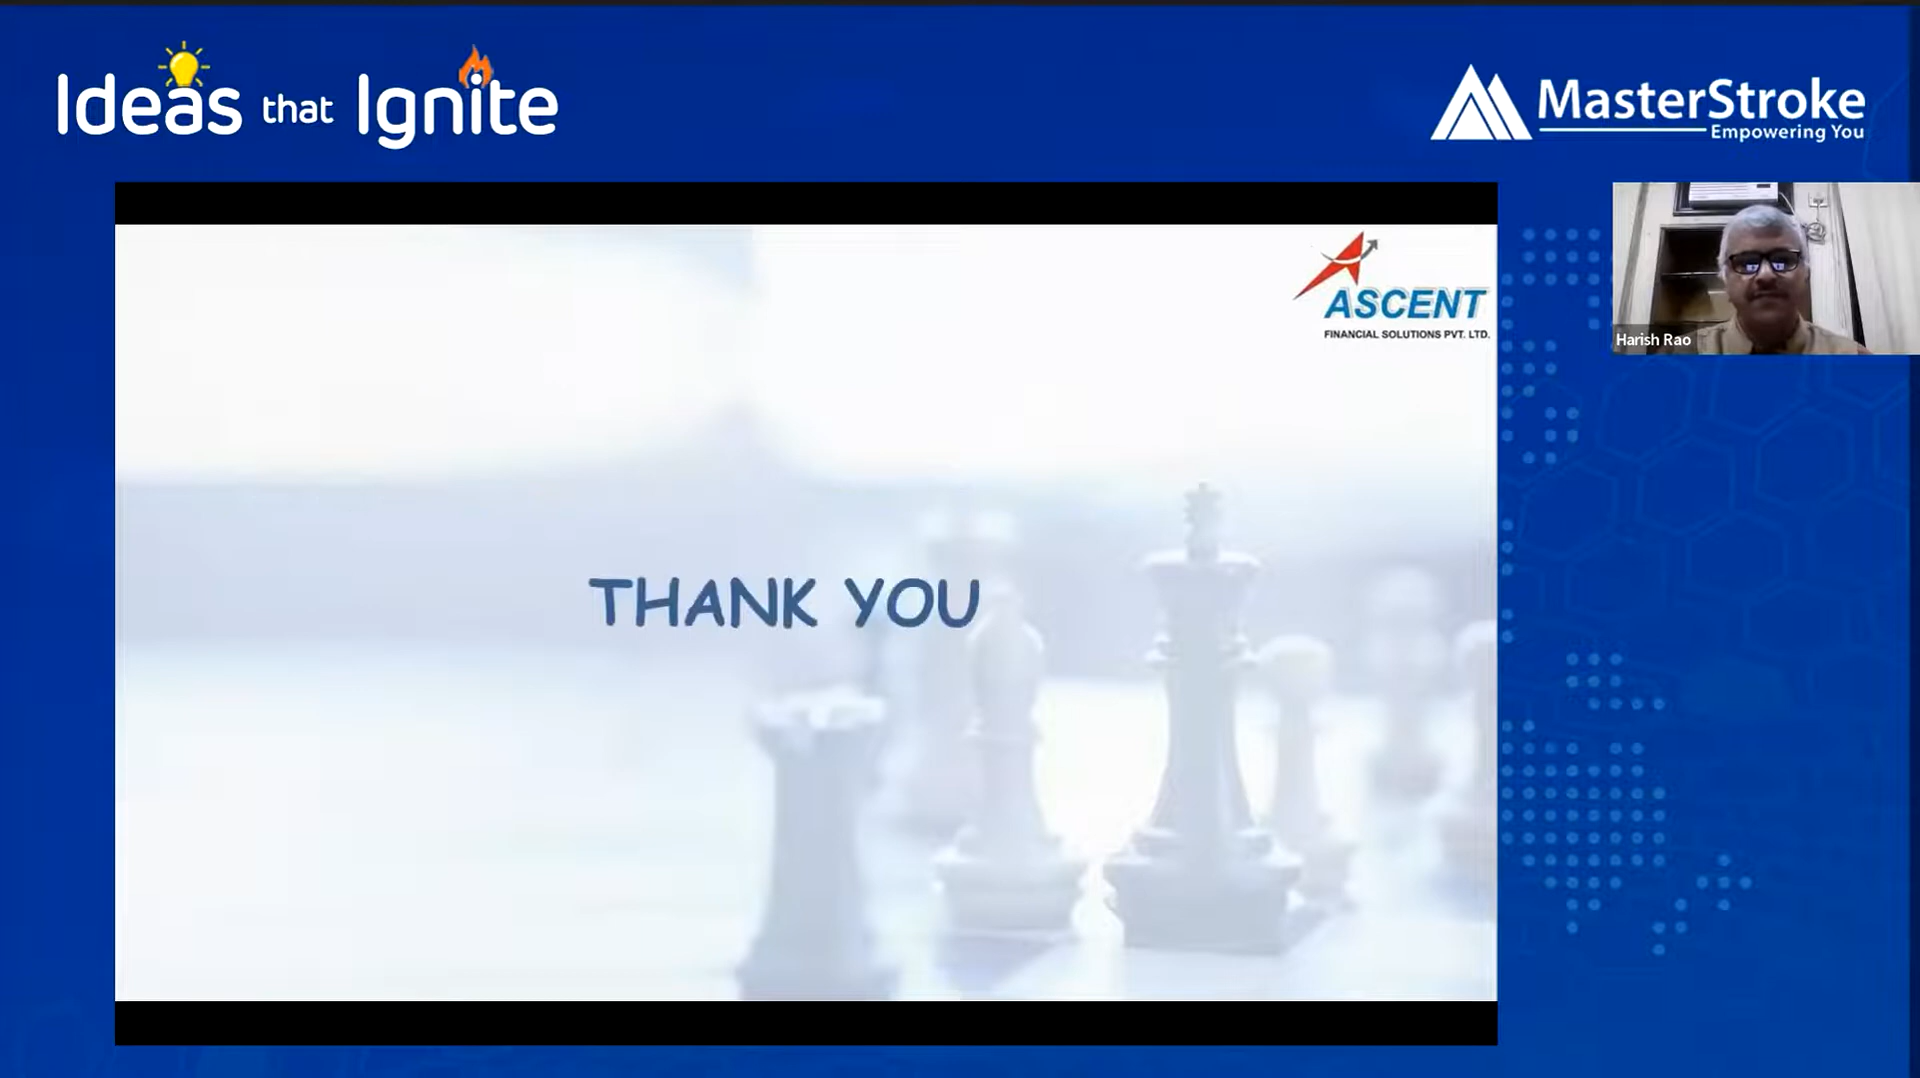 Ideas that Ignite
MasterStroke
Empowering You
ASCENT
FINANCIAL SOLUTIONS PVT. LTD.
Harish Rao
THANK YOU